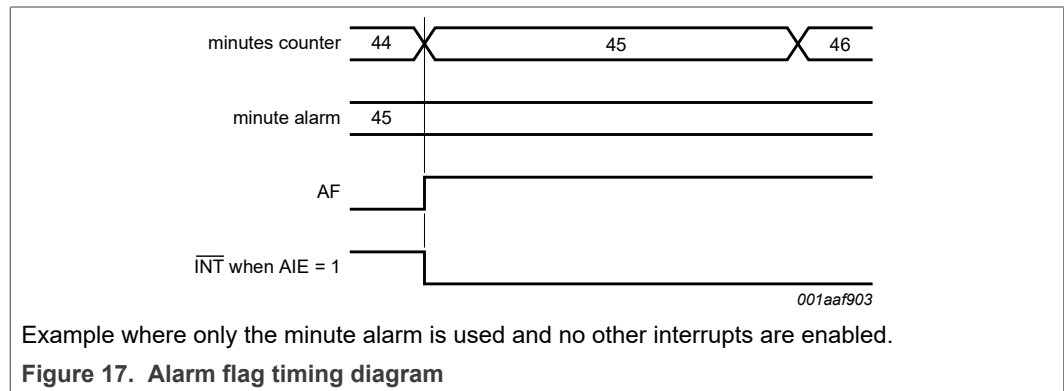 minutes counter 44 45 46
minute alarm 45
AF
INT when AIE = 1
001aaf903
Example where only the minute alarm is used and no other interrupts are enabled.
Figure 17. Alarm flag timing diagram